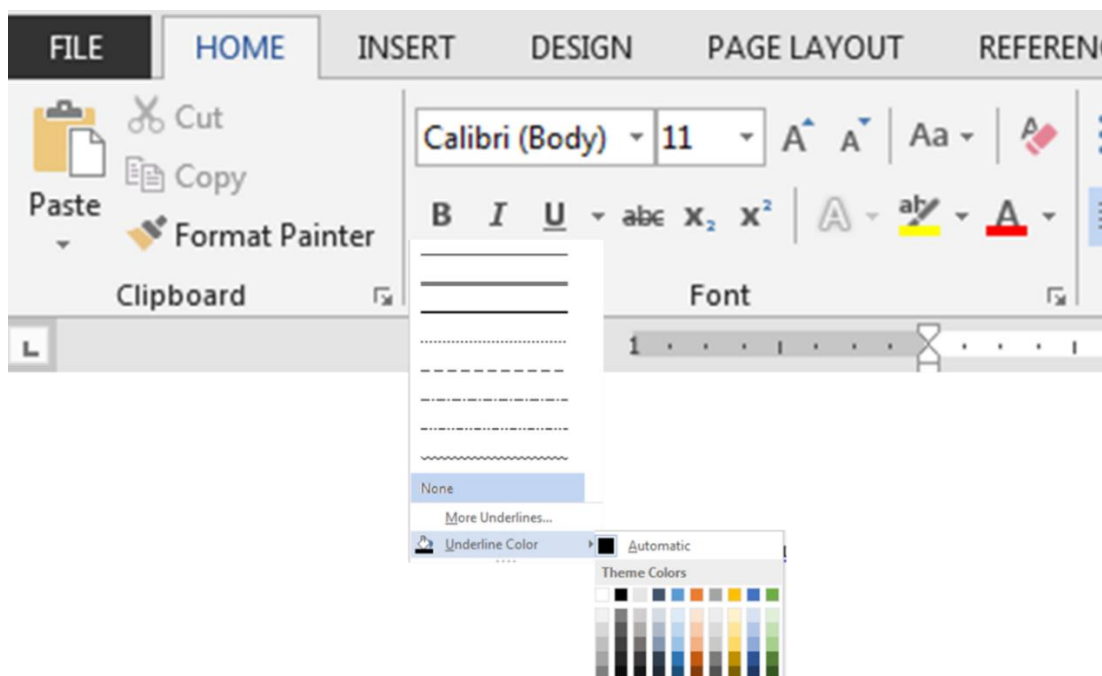 FILE HOME INSERT DESIGN PAGE LAYOUT REFEREN
Cut
Calibri (Body) 11 A A Aa A
Copy
Paste
B I U abc X₂ X² A ab A
Format Painter
Clipboard Font
L 1
None
More Underlines...
Underline Color Automatic
Theme Colors